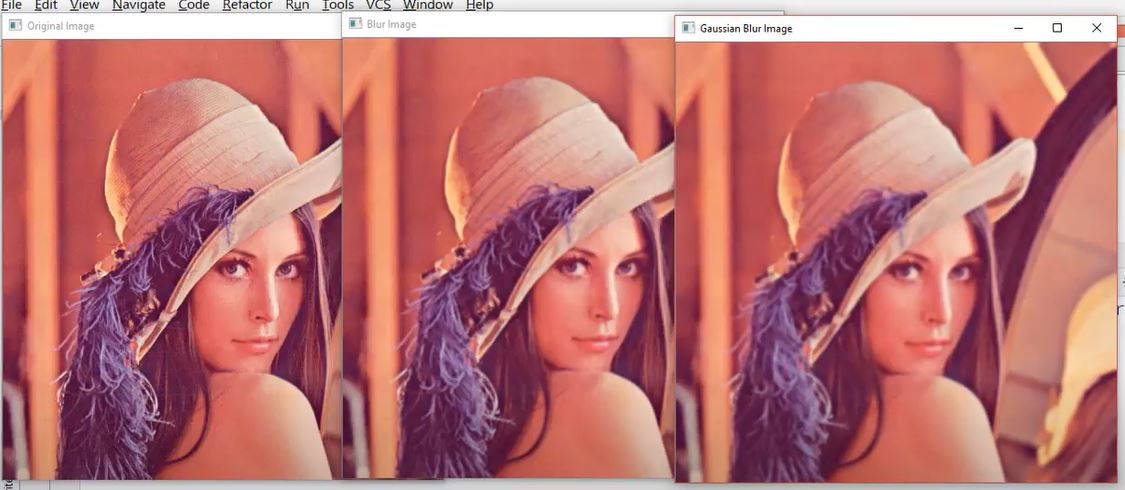 File Edit View Navigate Code Refactor Run Tools VCS Window Help
Original Image
Blur Image
Gaussian Blur Image